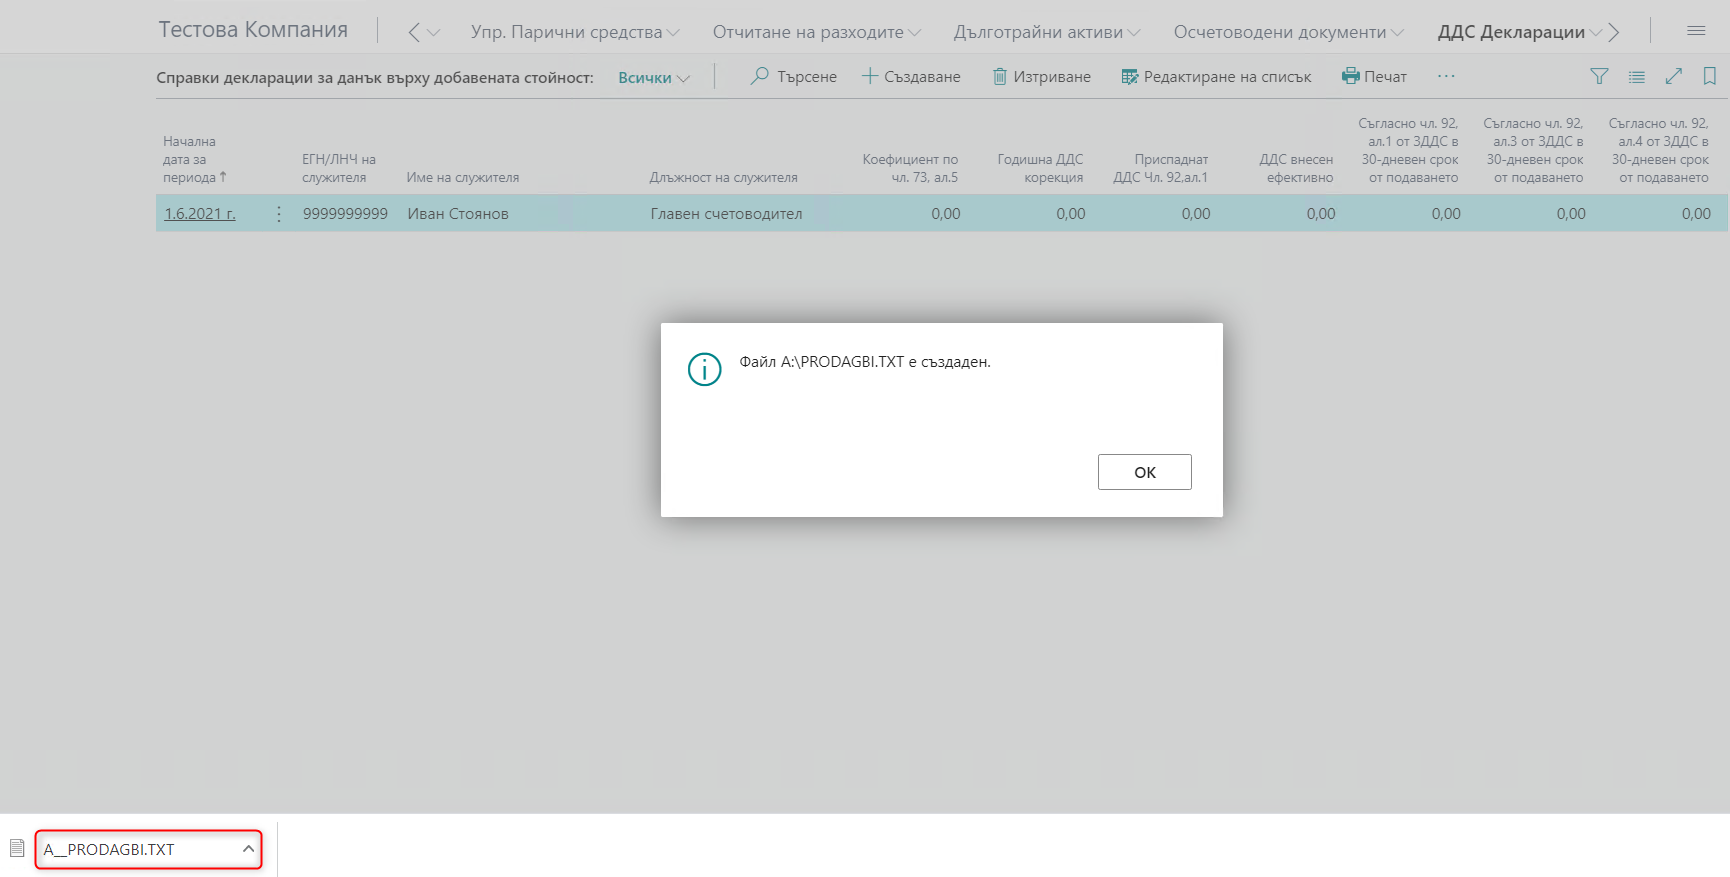 Тестова Компания
Упр. Парични средства
Отчитане на разходите
Дълготрайни активи
Осчетоводени документи
ДДС Декларации
Справки декларации за данък върху добавената стойност:
Всички
Търсене
Създаване
Изтриване
Редактиране на списък
Печат
Начална
дата за
периода ↑
ЕГН/ЛНЧ на
служителя
Име на служителя
Длъжност на служителя
Коефициент по
чл. 73, ал.5
Годишна ДДС
корекция
Приспаднат
ДДС Чл. 92,ал.1
ДДС внесен
ефективно
Съгласно чл. 92,
ал.1 от ЗДДС в
30-дневен срок
от подаването
Съгласно чл. 92,
ал.3 от ЗДДС в
30-дневен срок
от подаването
Съгласно чл. 92,
ал.4 от ЗДДС в
30-дневен срок
от подаването
1.6.2021 г. 9999999999 Иван Стоянов Главен счетоводител 0,00 0,00 0,00 0,00 0,00 0,00 0,00
Файл A:\PRODAGBI.TXT е създаден.
OK
A__PRODAGBI.TXT